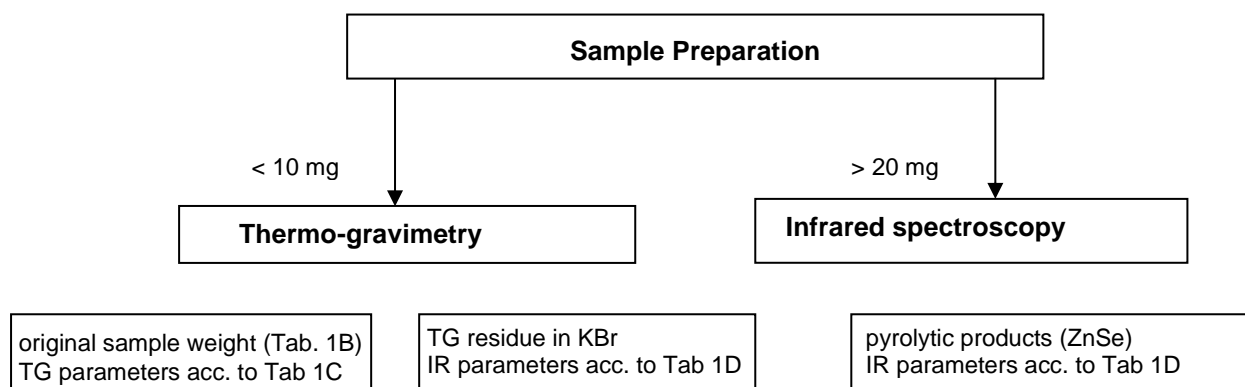 Sample Preparation
< 10 mg
> 20 mg
Thermo-gravimetry
Infrared spectroscopy
original sample weight (Tab. 1B)
TG parameters acc. to Tab 1C
TG residue in KBr
IR parameters acc. to Tab 1D
pyrolytic products (ZnSe)
IR parameters acc. to Tab 1D